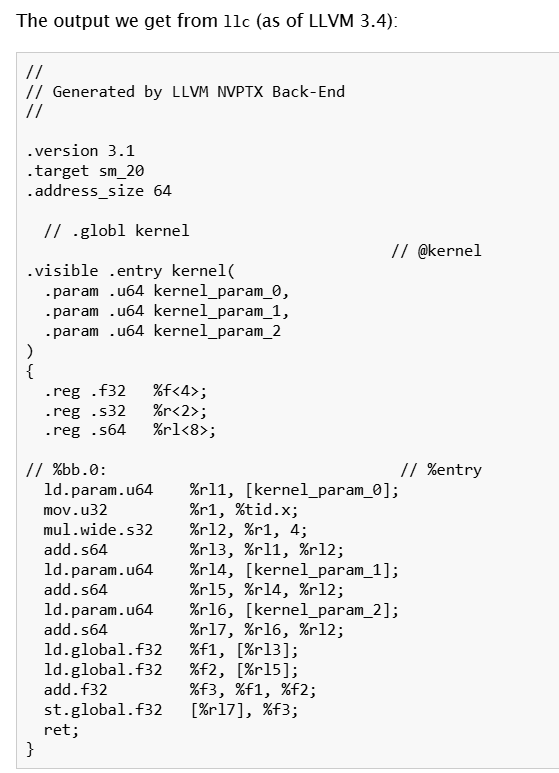 The output we get from llc (as of LLVM 3.4):
//
// Generated by LLVM NVPTX Back-End
//
.version 3.1
.target sm_20
.address_size 64
// .globl kernel
// @kernel
.visible .entry kernel(
.param .u64 kernel_param_0,
.param .u64 kernel_param_1,
.param .u64 kernel_param_2
)
{
.reg .f32   %f<4>;
.reg .s32   %r<2>;
.reg .s64   %rl<8>;
// %bb.0:                                // %entry
ld.param.u64    %rl1, [kernel_param_0];
mov.u32         %r1, %tid.x;
mul.wide.s32    %rl2, %r1, 4;
add.s64         %rl3, %rl1, %rl2;
ld.param.u64    %rl4, [kernel_param_1];
add.s64         %rl5, %rl4, %rl2;
ld.param.u64    %rl6, [kernel_param_2];
add.s64         %rl7, %rl6, %rl2;
ld.global.f32   %f1, [%rl3];
ld.global.f32   %f2, [%rl5];
add.f32         %f3, %f1, %f2;
st.global.f32   [%rl7], %f3;
ret;
}